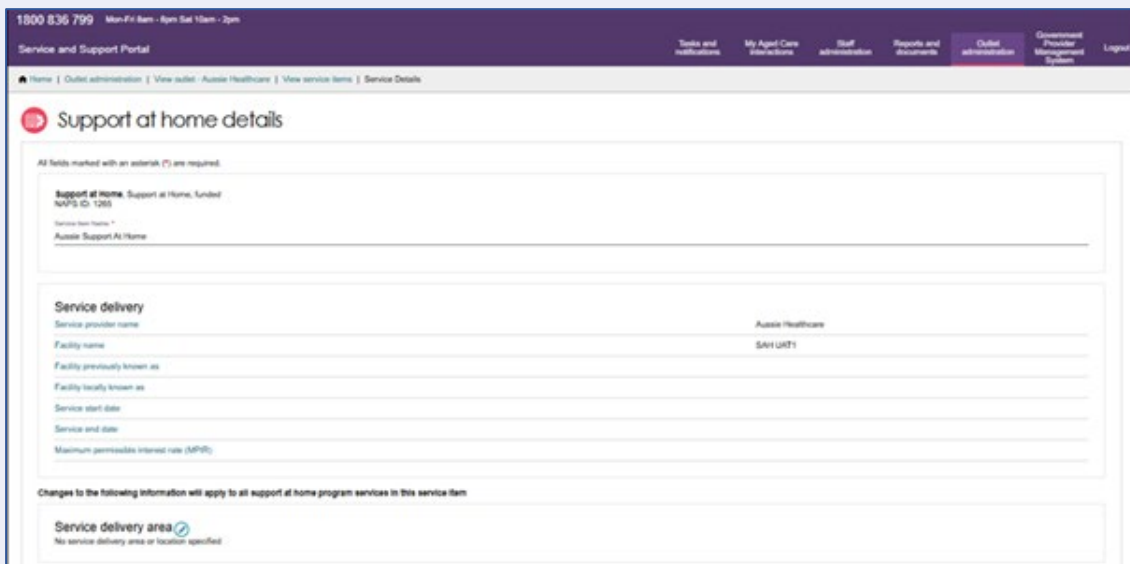 1800 836 799 Mon-Fri 8am - 8pm Sat 10am - 2pm
Service and Support Portal
Tasks and notifications
My Aged Care interactions
Staff administration
Reports and documents
Outlet administration
Government Provider Management System
Logout
Home | Outlet administration | View outlet - Aussie Healthcare | View service items | Service Details
Support at home details
All fields marked with an asterisk (*) are required.
Support at Home, Support at Home, funded
NAPS ID: 1265
Service Item Name *
Aussie Support At Home
Service delivery
Service provider name Aussie Healthcare
Facility name SAH UAT1
Facility previously known as
Facility locally known as
Service start date
Service end date
Maximum permissible interest rate (MPIR)
Changes to the following information will apply to all support at home program services in this service item
Service delivery area
No service delivery area or location specified